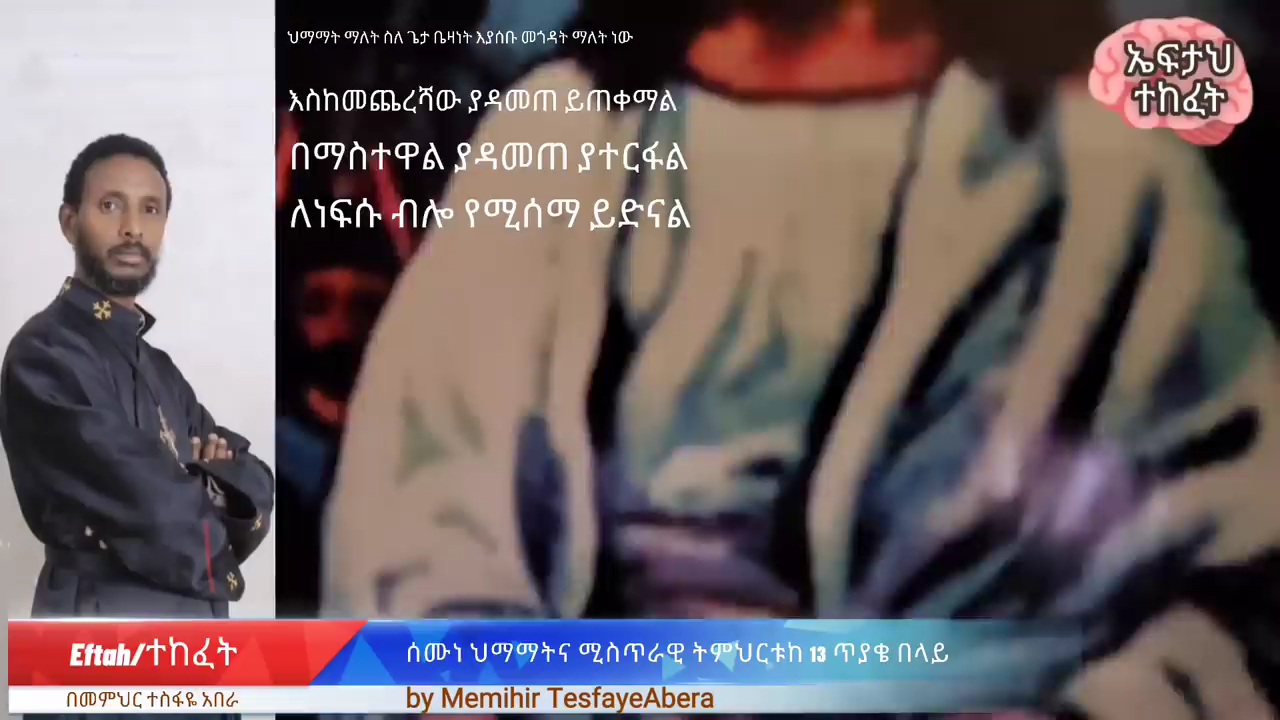 ህማማት ማለት ስለ ጌታ ቤዛነት እያሰቡ መጎዳት ማለት ነው
እስከመጨረሻው ያዳመጠ ይጠቀማል
በማስተዋል ያዳመጠ ያተርፋል
ለነፍሱ ብሎ የሚሰማ ይድናል
ኤፍታህ
ተከፈት
Eftah/ተከፈት
ሰሙነ ህማማትና ሚስጥራዊ ትምህርቱከ 13 ጥያቄ በላይ
በመምህር ተስፋዬ አበራ
by Memihir TesfayeAbera